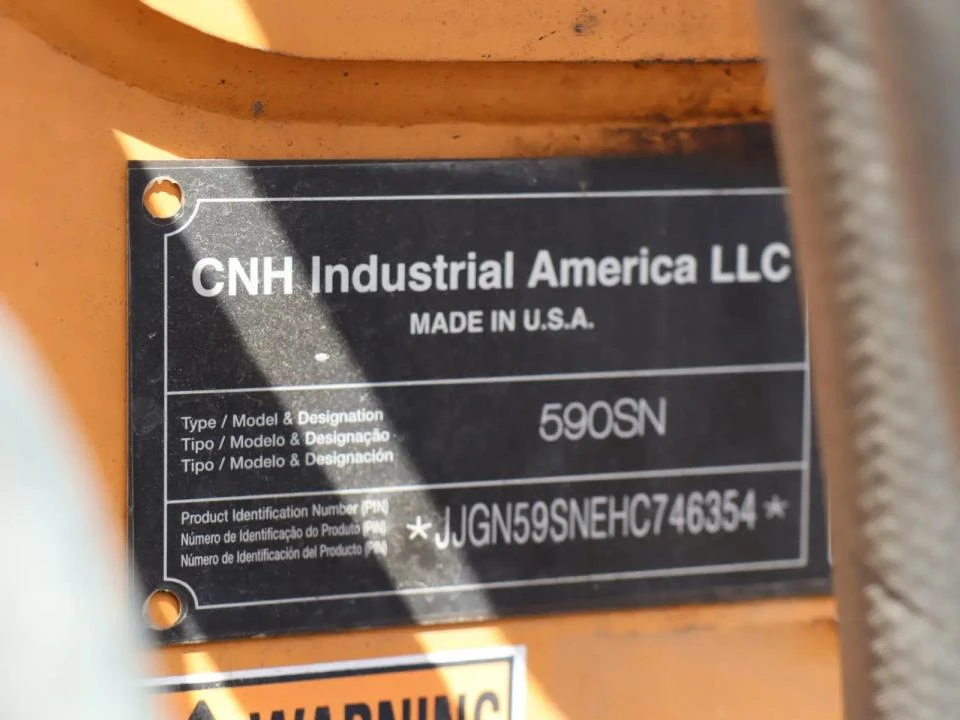 CNH Industrial America LLC
MADE IN U.S.A.
Type / Model & Designation
Tipo / Modelo & Designação
Tipo / Modelo & Designación
590SN
Product Identification Number (PIN)
Número de Identificação do Produto (PIN)
Número de Identificación del Producto (PIN)
*JJGN59SNEHC746354*
WARNING